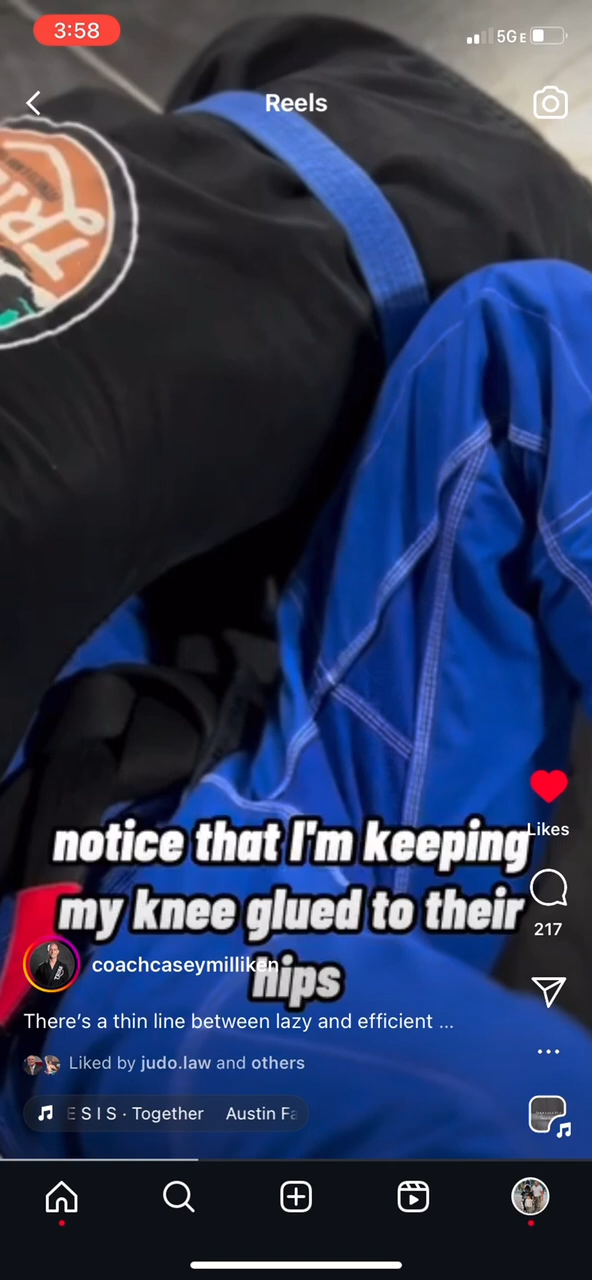 3:58
5G E
Reels
TRIBE
notice that I'm keeping
my knee glued to their
hips
Likes
217
coachcaseymilliken
There's a thin line between lazy and efficient ...
Liked by judo.law and others
E S I S · Together Austin Fa